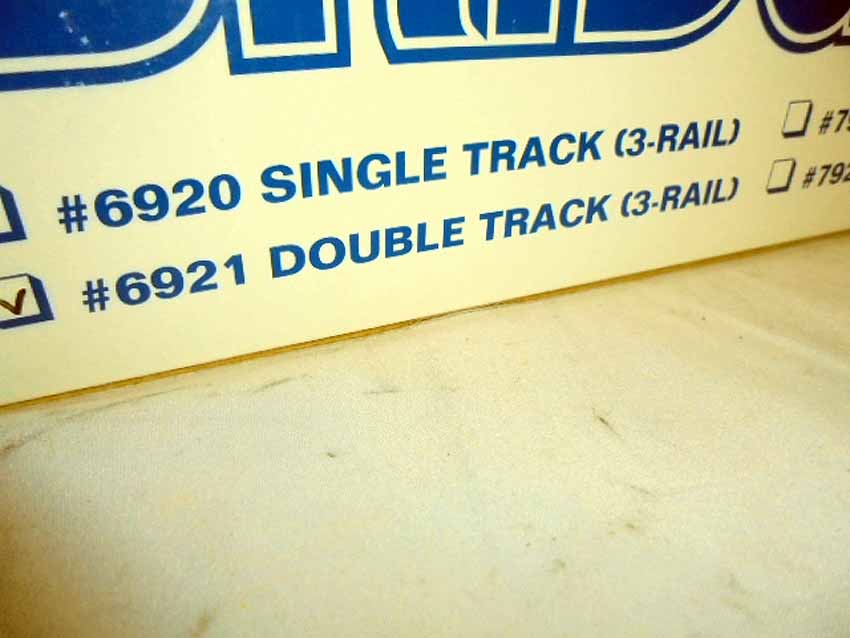 #6920 SINGLE TRACK (3-RAIL)
#6921 DOUBLE TRACK (3-RAIL)